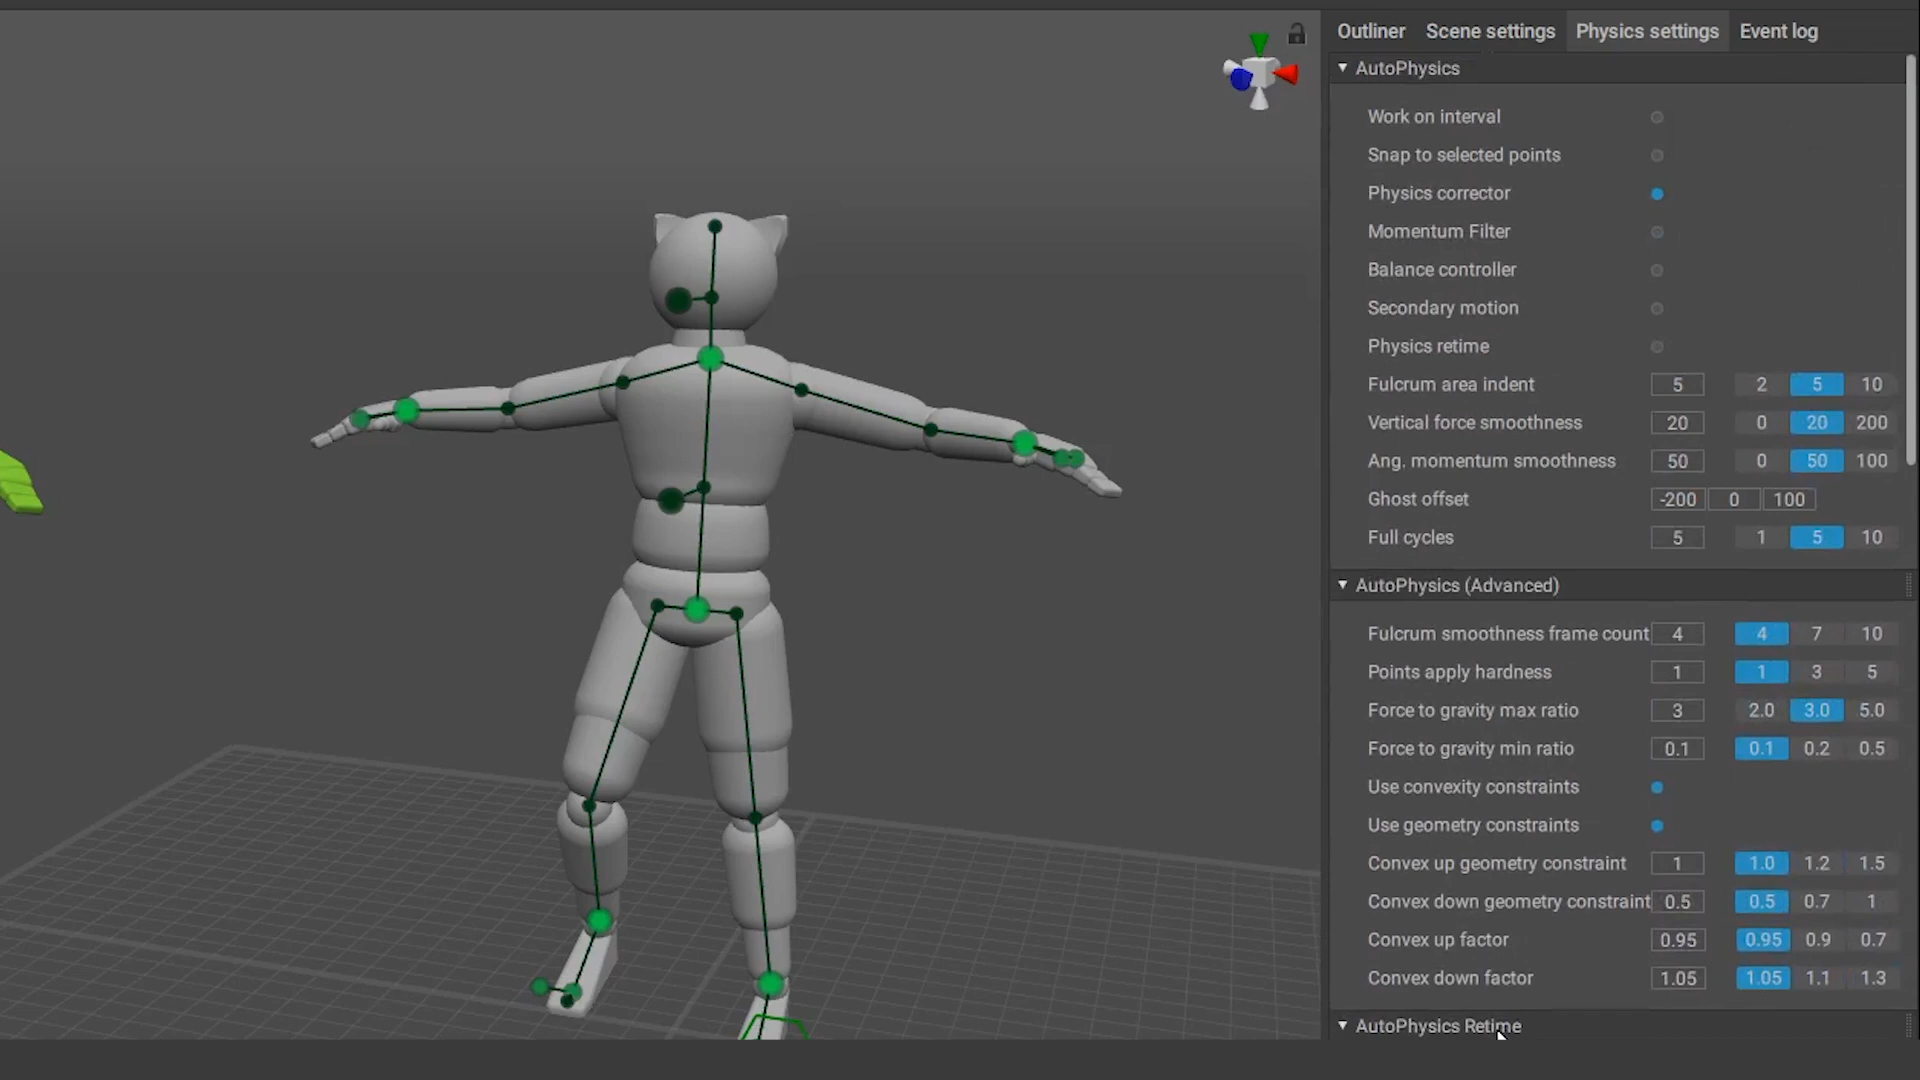 Outliner Scene settings Physics settings Event log
AutoPhysics
Work on interval
Snap to selected points
Physics corrector
Momentum Filter
Balance controller
Secondary motion
Physics retime
Fulcrum area indent 5 2 5 10
Vertical force smoothness 20 0 20 200
Ang. momentum smoothness 50 0 50 100
Ghost offset -200 0 100
Full cycles 5 1 5 10
AutoPhysics (Advanced)
Fulcrum smoothness frame count 4 4 7 10
Points apply hardness 1 1 3 5
Force to gravity max ratio 3 2.0 3.0 5.0
Force to gravity min ratio 0.1 0.1 0.2 0.5
Use convexity constraints
Use geometry constraints
Convex up geometry constraint 1 1.0 1.2 1.5
Convex down geometry constraint 0.5 0.5 0.7 1
Convex up factor 0.95 0.95 0.9 0.7
Convex down factor 1.05 1.05 1.1 1.3
AutoPhysics Retime